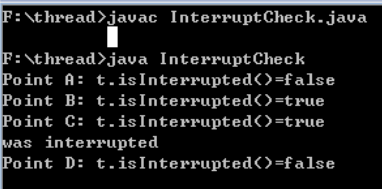 F:\thread>javac InterruptCheck.java
F:\thread>java InterruptCheck
Point A: t.isInterrupted()=false
Point B: t.isInterrupted()=true
Point C: t.isInterrupted()=true
was interrupted
Point D: t.isInterrupted()=false